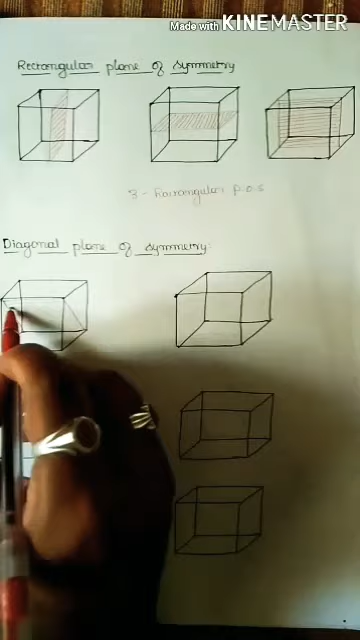 Made with KINEMASTER
Rectangular plane of symmetry
3 - Rectangular P.O.S
Diagonal plane of symmetry: